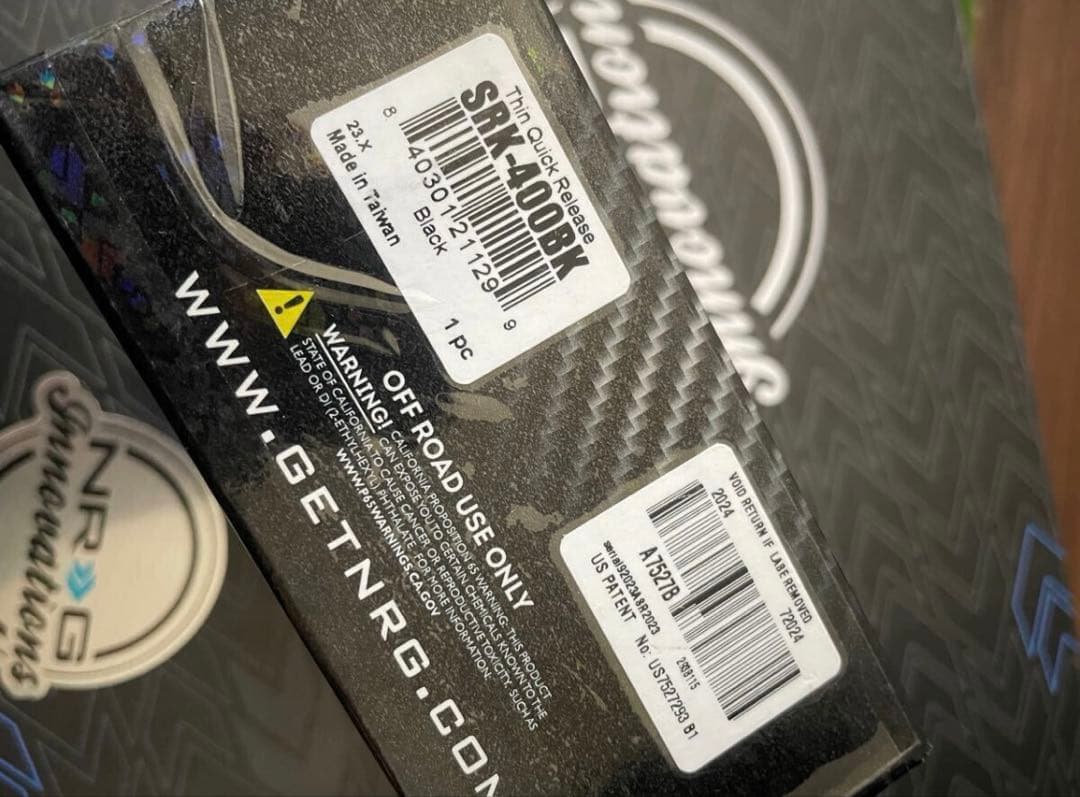 Thin Quick Release
SRK-400BK
8 40301 21129 9
Black
23.X
Made in Taiwan
1 pc
OFF ROAD USE ONLY
WARNING! CALIFORNIA PROPOSITION 65 WARNING: THIS PRODUCT
CAN EXPOSE YOU TO CERTAIN CHEMICALS KNOWN TO THE
STATE OF CALIFORNIA TO CAUSE CANCER OR REPRODUCTIVE TOXICITY, SUCH AS
LEAD OR DI (2-ETHYLHEXYL) PHTHALATE. FOR MORE INFORMATION:
WWW.P65WARNINGS.CA.GOV
WWW.GETNRG.COM
VOID RETURN IF LABE REMOVED
2024 72024
A7527B
230815
US PATENT No: US7527293 B1
NRG
Innovations
Innovations